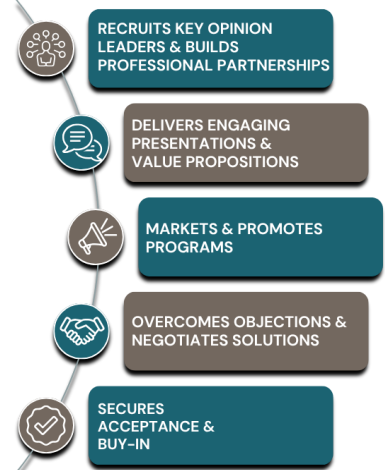 RECRUITS KEY OPINION
LEADERS & BUILDS
PROFESSIONAL PARTNERSHIPS
DELIVERS ENGAGING
PRESENTATIONS &
VALUE PROPOSITIONS
MARKETS & PROMOTES
PROGRAMS
OVERCOMES OBJECTIONS &
NEGOTIATES SOLUTIONS
SECURES
ACCEPTANCE &
BUY-IN